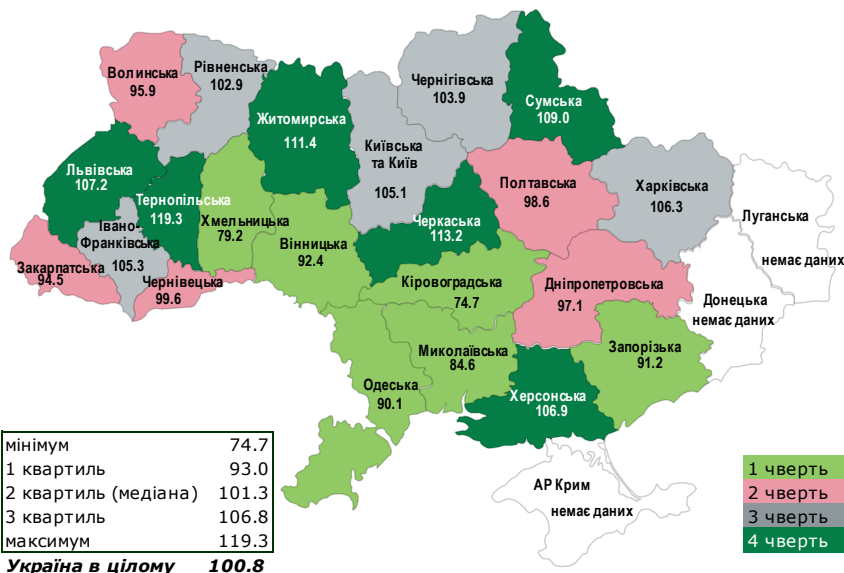 Волинська
95.9
Рівненська
102.9
Житомирська
111.4
Київська
та Київ
105.1
Чернігівська
103.9
Сумська
109.0
Львівська
107.2
Тернопільська
119.3
Хмельницька
79.2
Івано-
Франківська
105.3
Закарпатська
94.5
Чернівецька
99.6
Вінницька
92.4
Черкаська
113.2
Полтавська
98.6
Харківська
106.3
Луганська
немає даних
Донецька
немає даних
Кіровоградська
74.7
Дніпропетровська
97.1
Запорізька
91.2
Миколаївська
84.6
Одеська
90.1
Херсонська
106.9
АР Крим
немає даних
мінімум 74.7
1 квартиль 93.0
2 квартиль (медіана) 101.3
3 квартиль 106.8
максимум 119.3
Україна в цілому 100.8
1 чверть
2 чверть
3 чверть
4 чверть